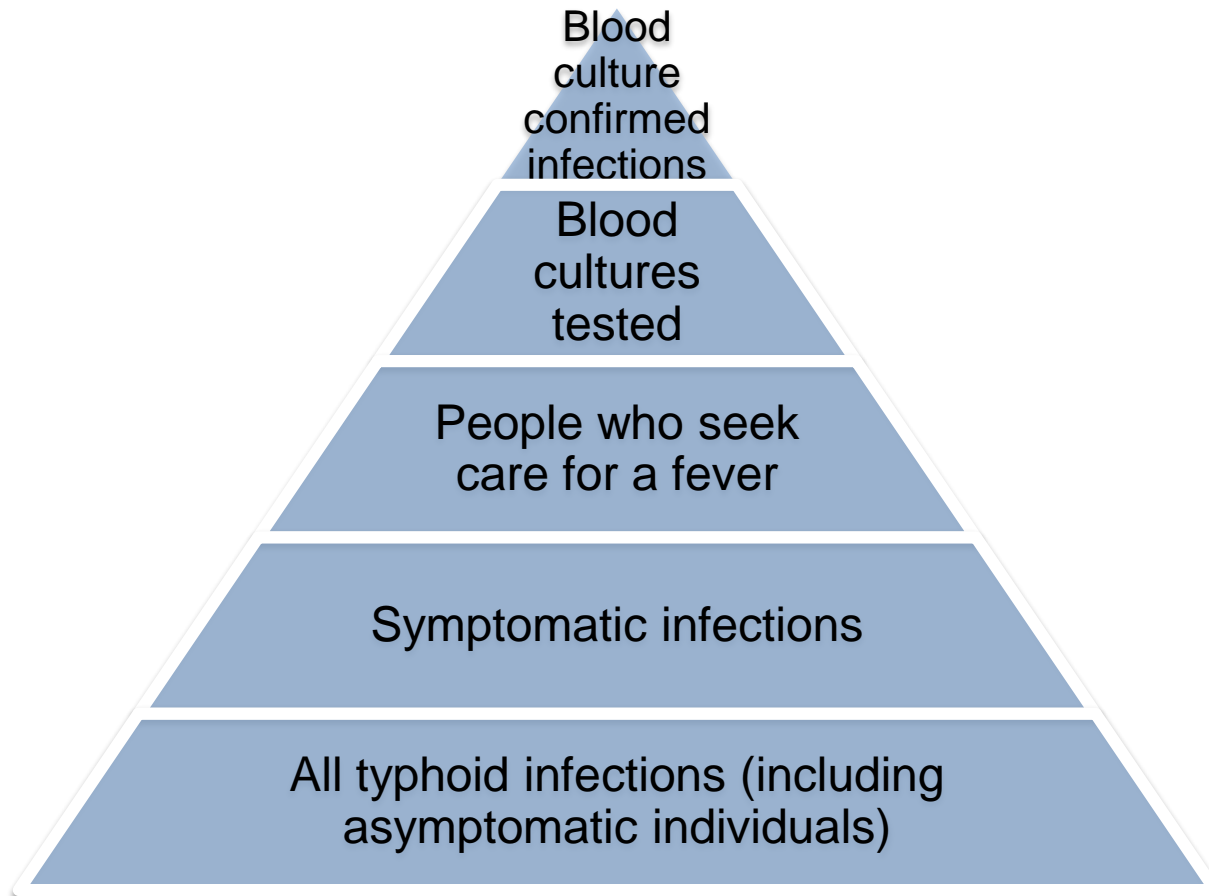 Blood
culture
confirmed
infections
Blood
cultures
tested
People who seek
care for a fever
Symptomatic infections
All typhoid infections (including
asymptomatic individuals)